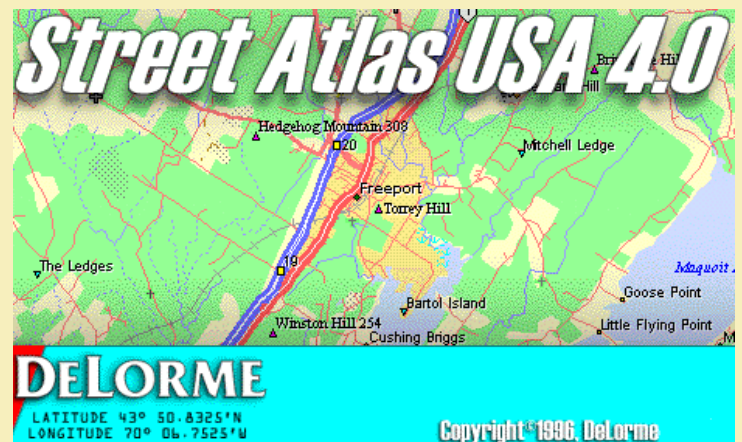 Street Atlas USA 4.0
Hedgehog Mountain 308
20
Mitchell Ledge
Freeport
Torrey Hill
19
The Ledges
Maquoit
Goose Point
Bartol Island
Winston Hill 254
Little Flying Point
Cushing Briggs
DELORME
LATITUDE 43° 50.8325'N
LONGITUDE 70° 06.7525'W
Copyright ©1996, DeLorme